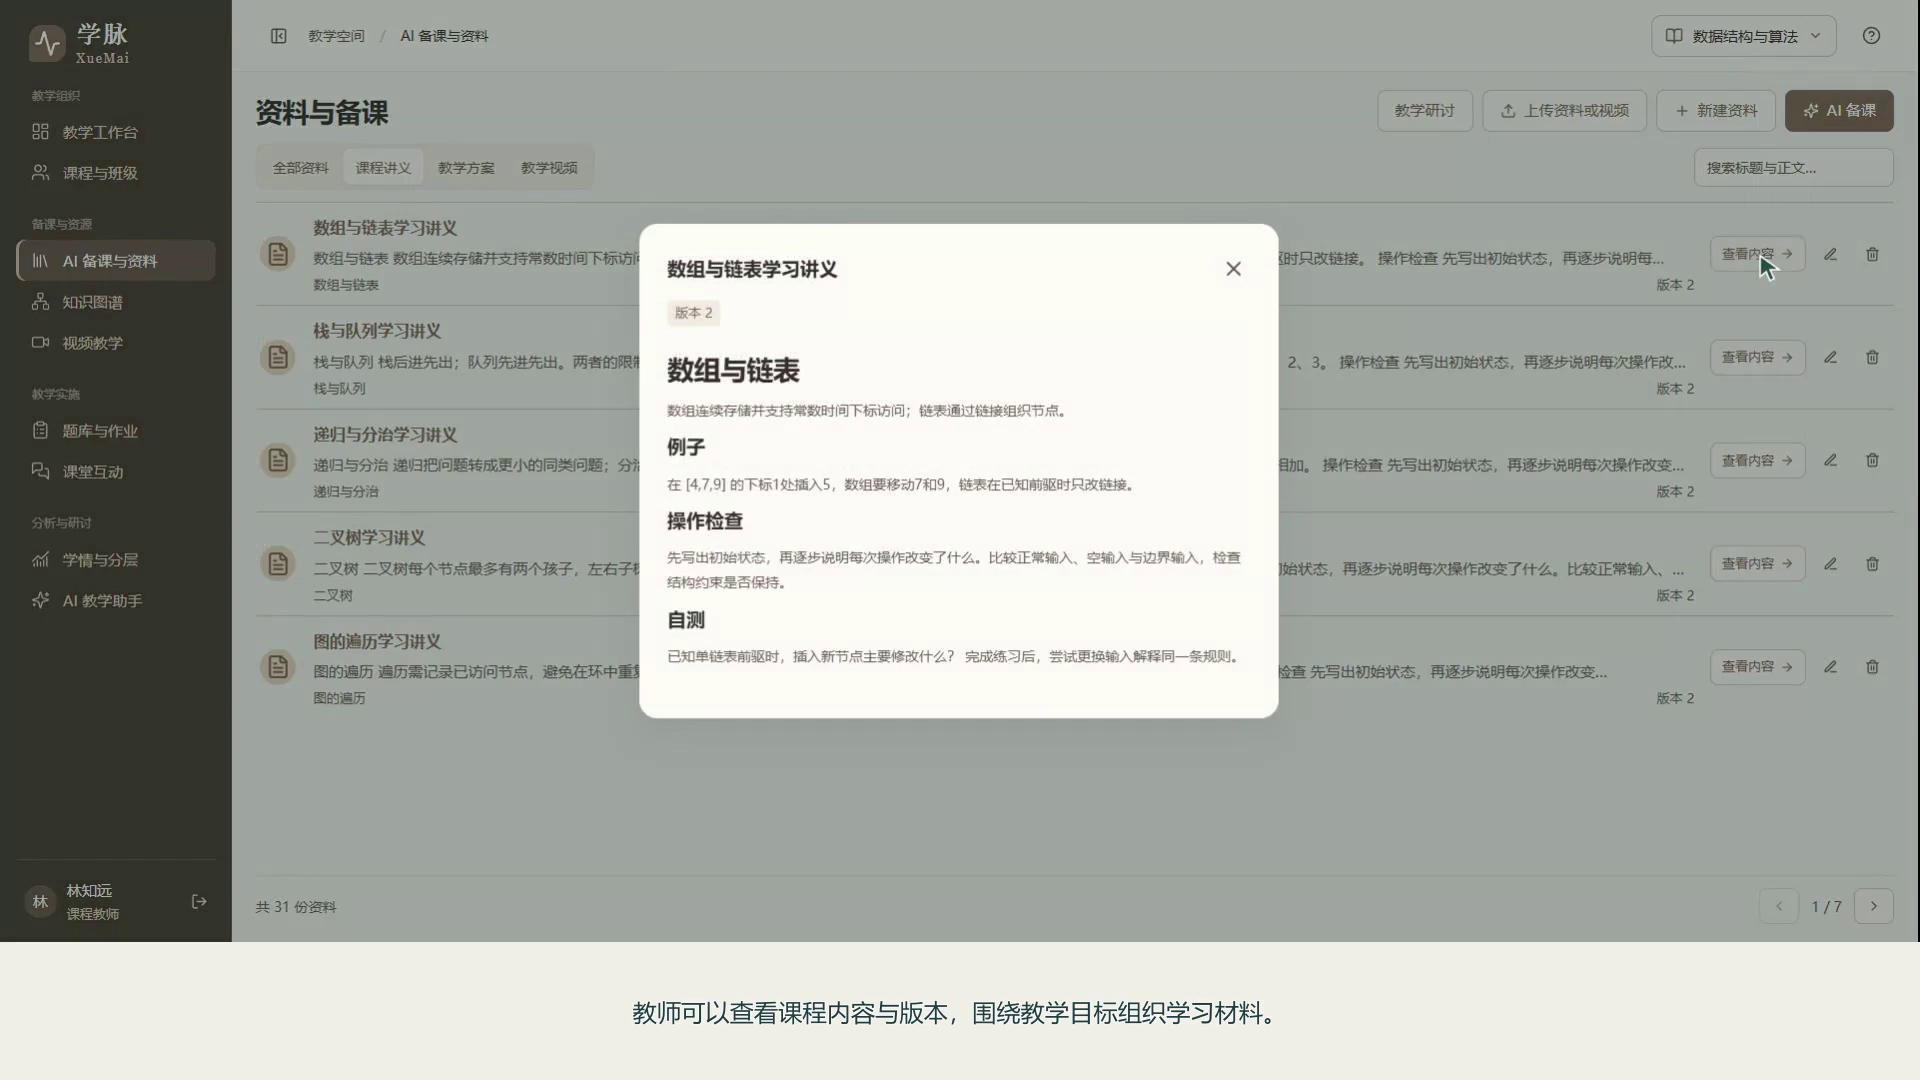 学脉
XueMai
教学组织
教学工作台
课程与班级
备课与资源
AI 备课与资料
知识图谱
视频教学
教学实施
题库与作业
课堂互动
分析与研讨
学情与分层
AI 教学助手
林
林知远
课程教师
教学空间 / AI 备课与资料
数据结构与算法
资料与备课
教学研讨
上传资料或视频
新建资料
AI 备课
全部资料 课程讲义 教学方案 教学视频
搜索标题与正文...
数组与链表学习讲义
数组与链表 数组连续存储并支持常数时间下标访问
时只改链接。 操作检查 先写出初始状态，再逐步说明每...
数组与链表
版本 2
查看内容
栈与队列学习讲义
栈与队列 栈后进先出；队列先进先出。两者的限制
2、3。 操作检查 先写出初始状态，再逐步说明每次操作改...
栈与队列
版本 2
查看内容
递归与分治学习讲义
递归与分治 递归把问题转成更小的同类问题；分治
相加。 操作检查 先写出初始状态，再逐步说明每次操作改变...
递归与分治
版本 2
查看内容
二叉树学习讲义
二叉树 二叉树每个节点最多有两个孩子，左右子树
始状态，再逐步说明每次操作改变了什么。比较正常输入、...
二叉树
版本 2
查看内容
图的遍历学习讲义
图的遍历 遍历需记录已访问节点，避免在环中重复
检查 先写出初始状态，再逐步说明每次操作改变...
图的遍历
版本 2
查看内容
数组与链表学习讲义
版本 2
数组与链表
数组连续存储并支持常数时间下标访问；链表通过链接组织节点。
例子
在 [4,7,9] 的下标1处插入5，数组要移动7和9，链表在已知前驱时只改链接。
操作检查
先写出初始状态，再逐步说明每次操作改变了什么。比较正常输入、空输入与边界输入，检查
结构约束是否保持。
自测
已知单链表前驱时，插入新节点主要修改什么？ 完成练习后，尝试更换输入解释同一条规则。
共 31 份资料
1 / 7
教师可以查看课程内容与版本，围绕教学目标组织学习材料。